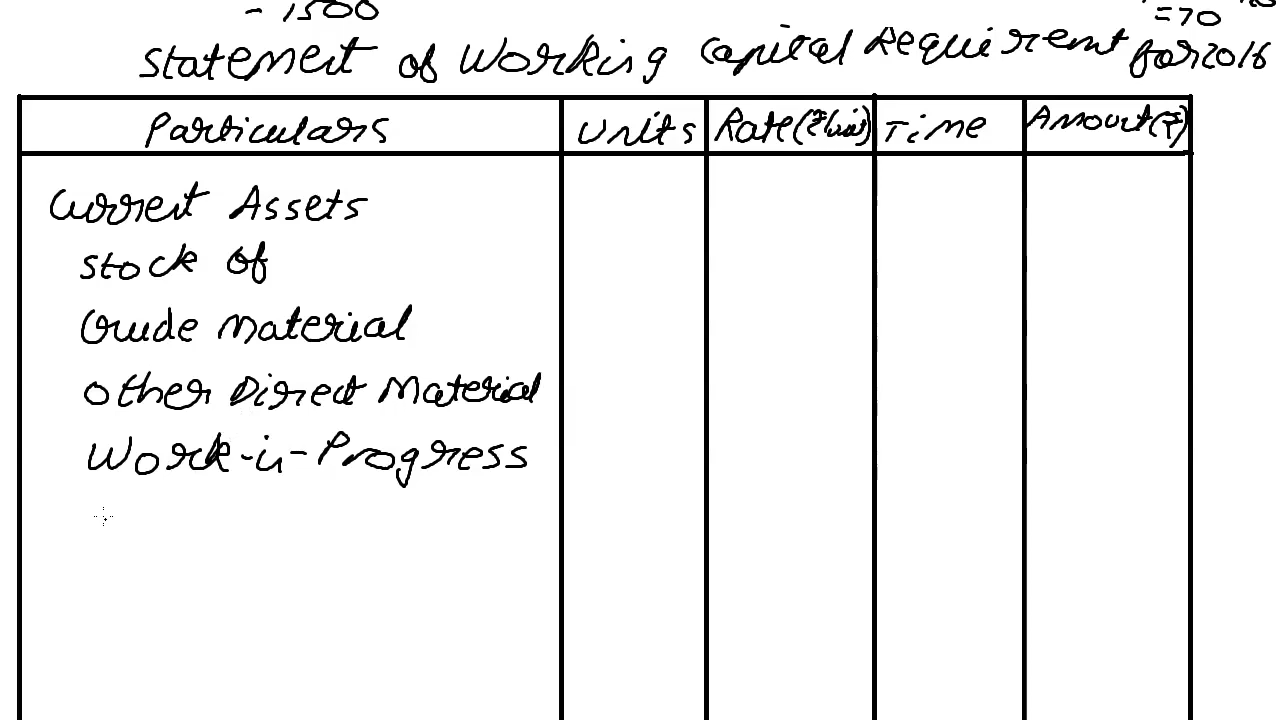 - 1500
=70
Statement of Working Capital Requirement for 2016
Particulars Units Rate(₹/unit) Time Amount(₹)
Current Assets
Stock of
Crude Material
Other Direct Material
Work-in-Progress